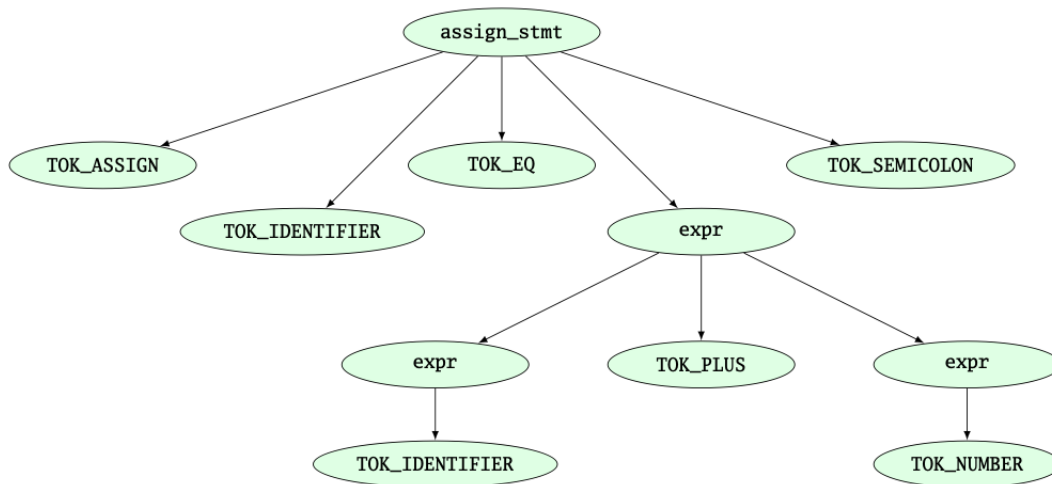 assign_stmt
TOK_ASSIGN
TOK_EQ
TOK_SEMICOLON
TOK_IDENTIFIER
expr
expr
TOK_PLUS
expr
TOK_IDENTIFIER
TOK_NUMBER